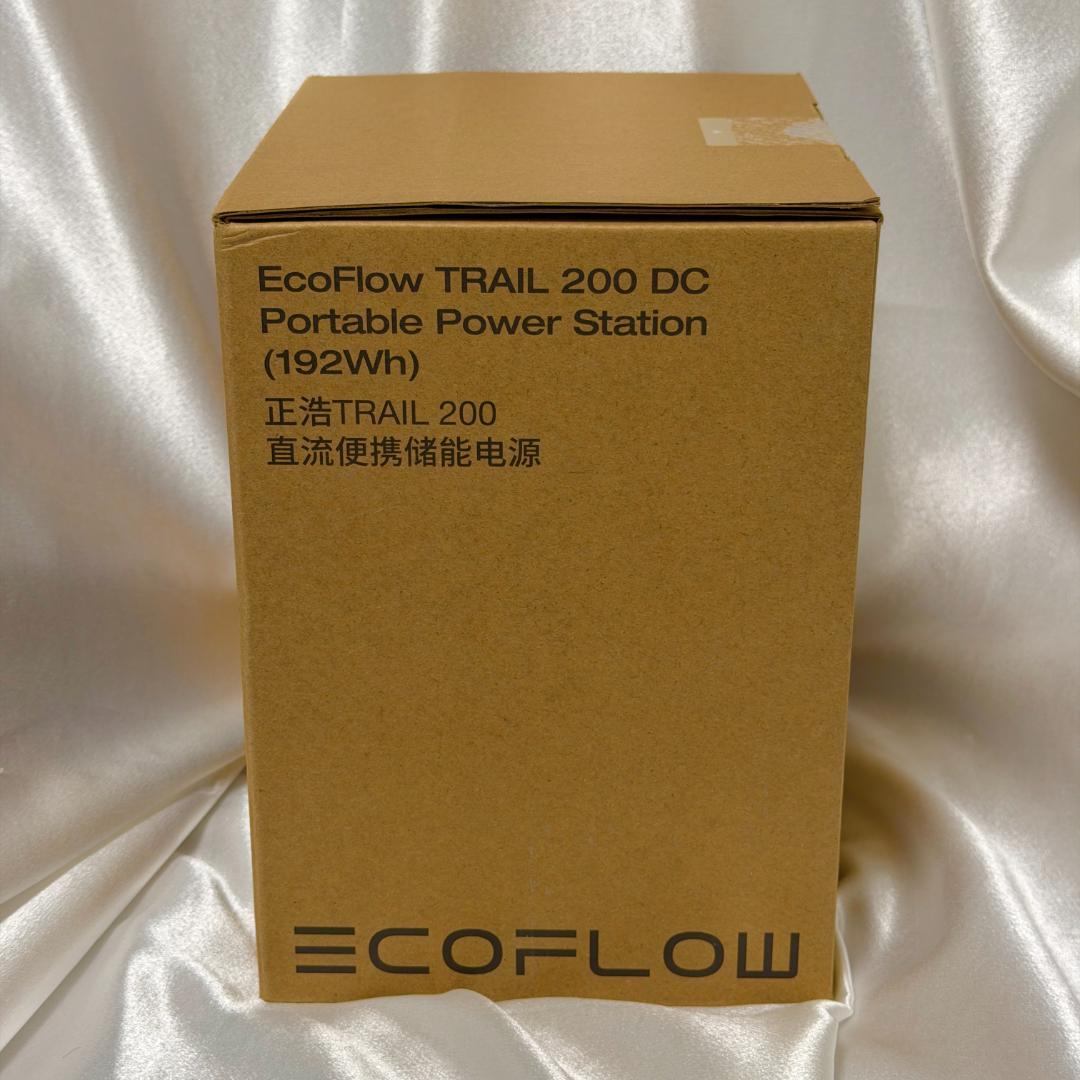 EcoFlow TRAIL 200 DC
Portable Power Station
(192Wh)
正浩TRAIL 200
直流便携储能电源
ECOFLOW